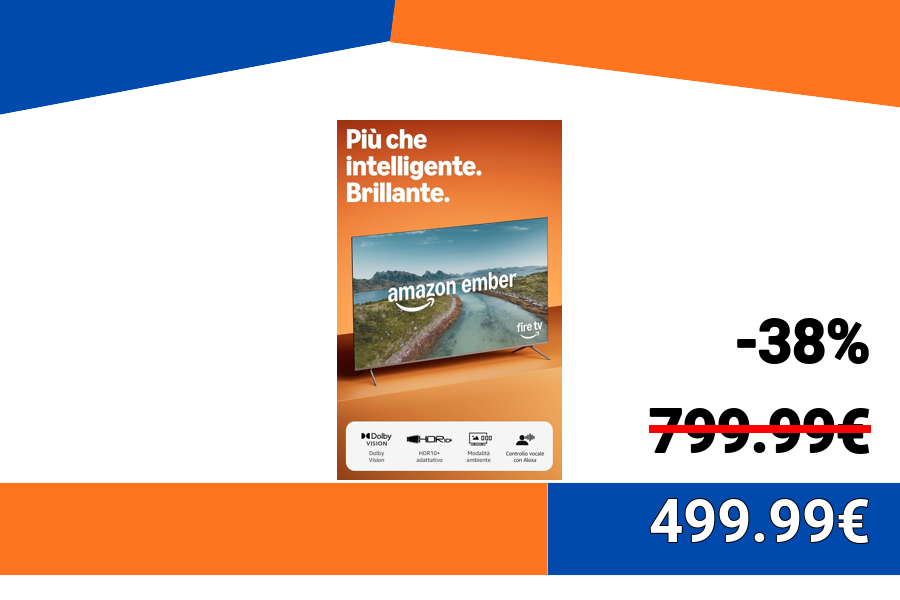 Più che
intelligente.
Brillante.
amazon ember
fire tv
Dolby
VISION
HDR10+
Dolby
Vision
HDR10+
adattativo
Modalità
ambiente
Controllo vocale
con Alexa
-38%
799.99€
499.99€